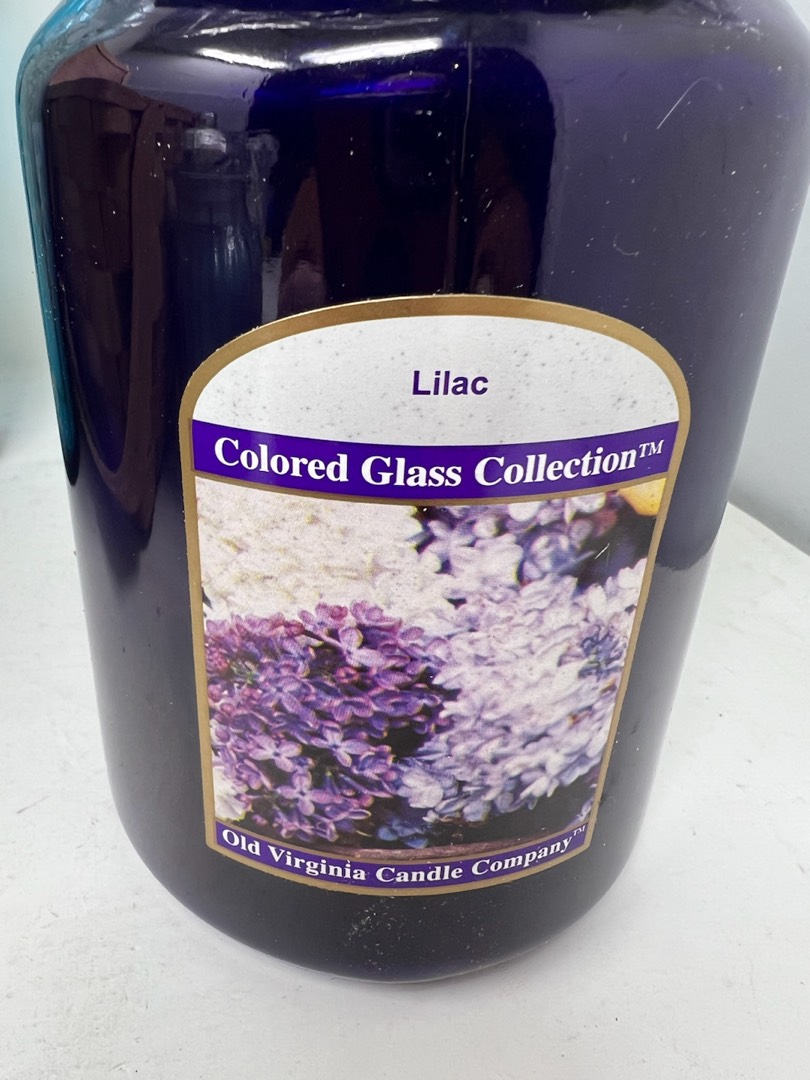 Lilac
Colored Glass Collection™
Old Virginia Candle Company™